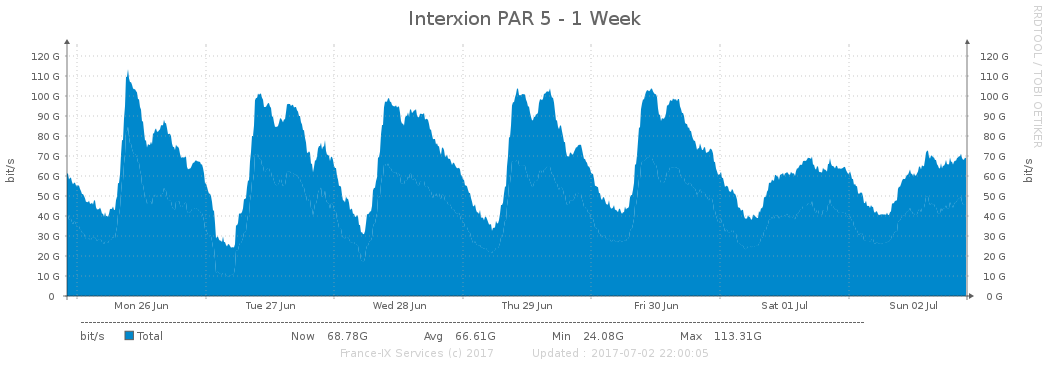 Interxion PAR 5 - 1 Week
RRDTOOL / TOBI OETIKER
bit/s
120 G 120 G
110 G 110 G
100 G 100 G
90 G 90 G
80 G 80 G
70 G 70 G
60 G 60 G
50 G 50 G
40 G 40 G
30 G 30 G
20 G 20 G
10 G 10 G
0 0 G
bit/s
Mon 26 Jun Tue 27 Jun Wed 28 Jun Thu 29 Jun Fri 30 Jun Sat 01 Jul Sun 02 Jul
bit/s Total Now 68.78G Avg 66.61G Min 24.08G Max 113.31G
France-IX Services (c) 2017 Updated : 2017-07-02 22:00:05